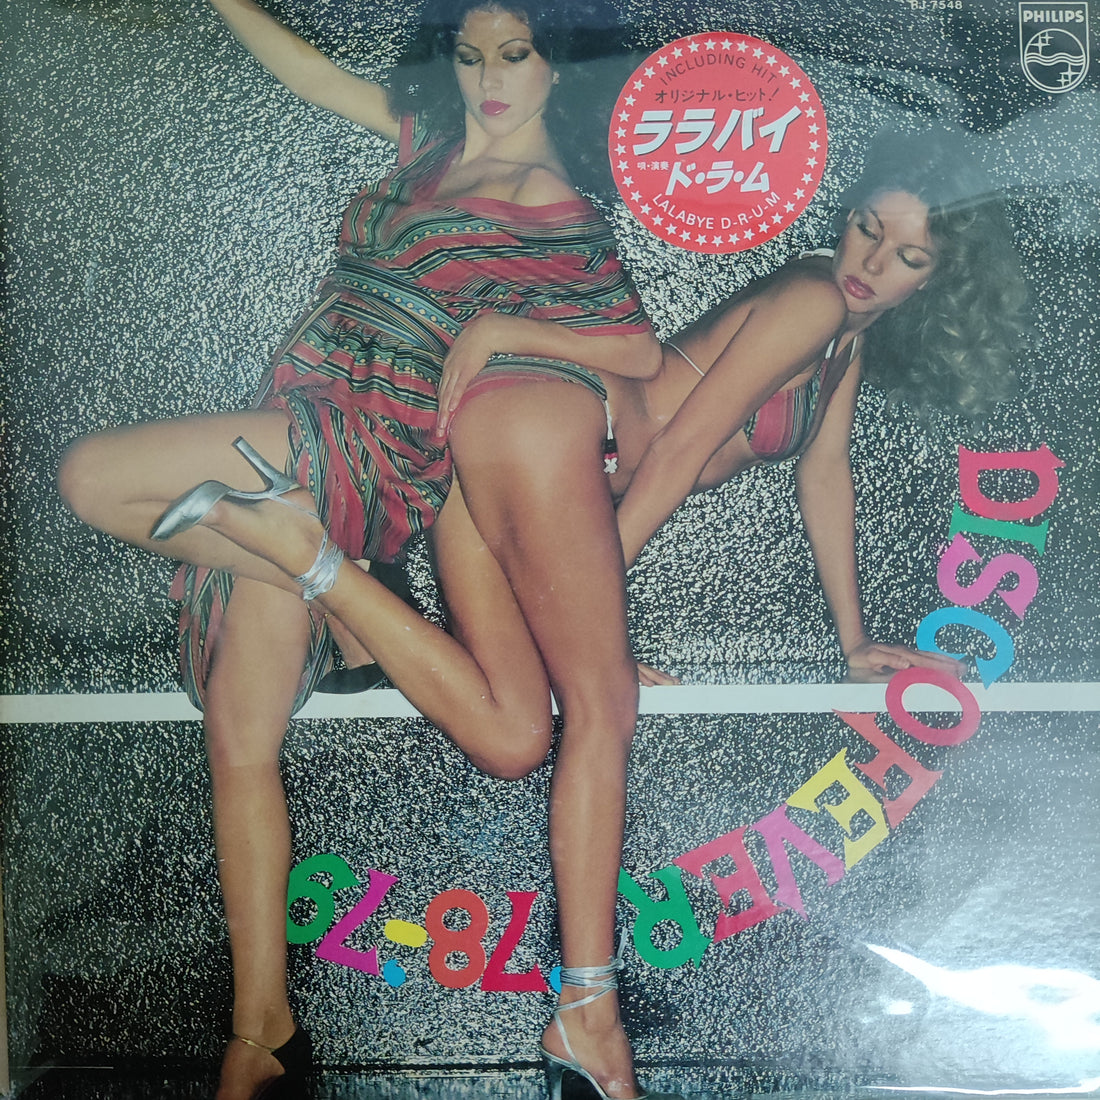 PJ 7548
PHILIPS
INCLUDING HIT
オリジナル・ヒット!
ララバイ
唄・演奏
ド・ラ・ム
LALABYE D-R-U-M
DISCO FEVER '78-'79